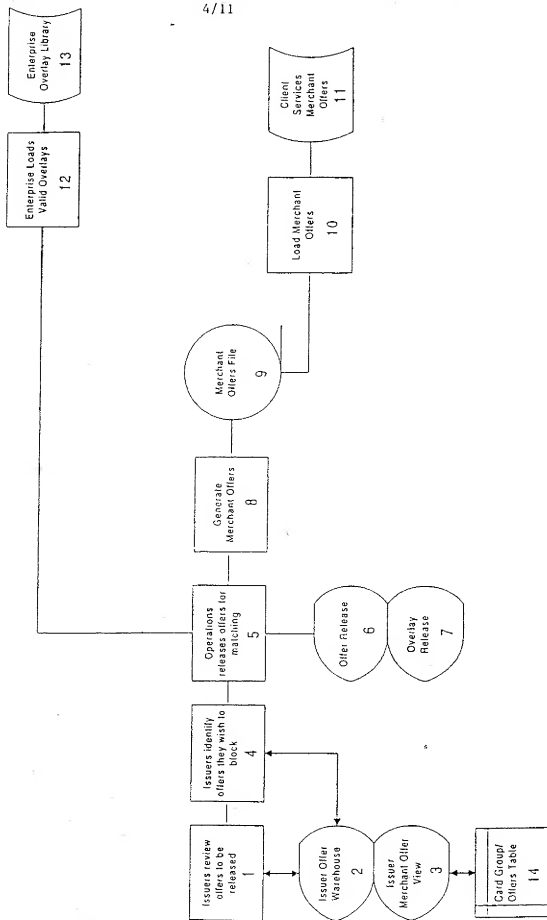 4/11
Enterprise
Overlay Library
13
Enterprise Loads
Valid Overlays
12
Client
Services
Merchant
Offers
11
Load Merchant
Offers
10
Merchant
Offers File
9
Generate
Merchant Offers
8
Operations
releases offers for
matching
5
Offer Release
6
Overlay
Release
7
Issuers identify
offers they wish to
block
4
Issuers review
offers to be
released
1
Issuer Offer
Warehouse
2
Issuer
Merchant Offer
View
3
Card Group/
Offers Table
14